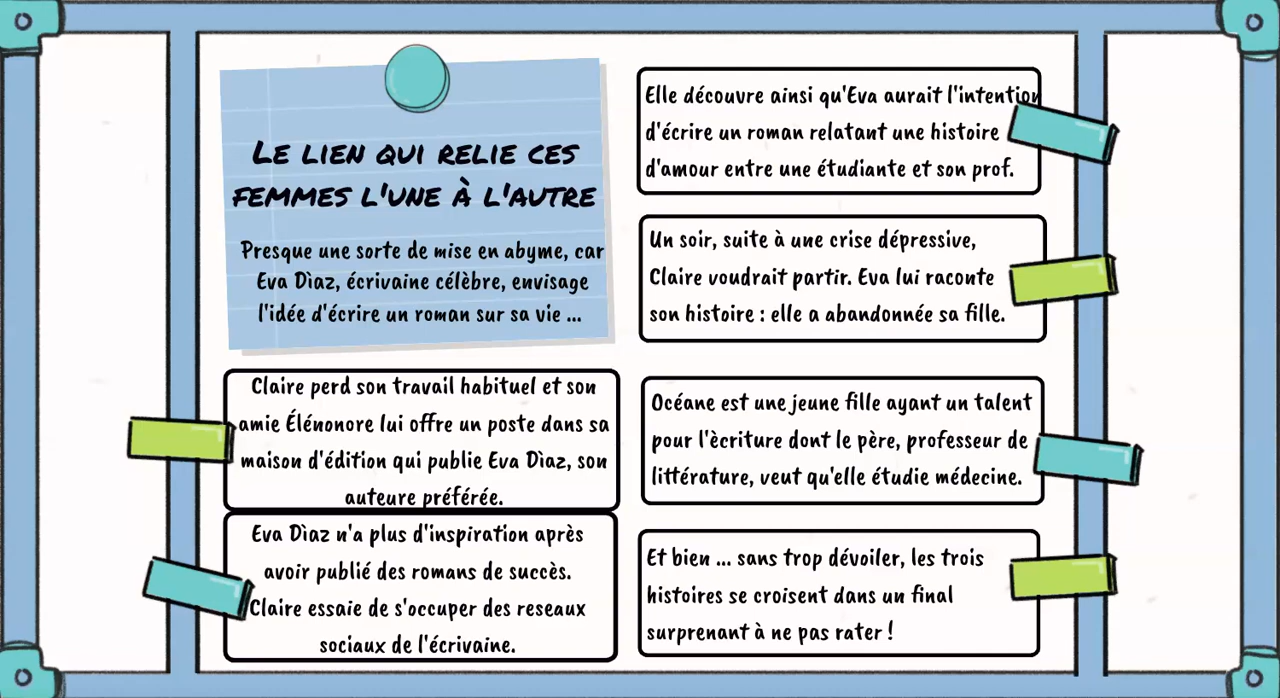 Le lien qui relie ces
femmes l'une à l'autre
Presque une sorte de mise en abyme, car
Eva Dìaz, écrivaine célèbre, envisage
l'idée d'écrire un roman sur sa vie ...
Claire perd son travail habituel et son
amie Élénonore lui offre un poste dans sa
maison d'édition qui publie Eva Dìaz, son
auteure préférée.
Eva Dìaz n'a plus d'inspiration après
avoir publié des romans de succès.
Claire essaie de s'occuper des reseaux
sociaux de l'écrivaine.
Elle découvre ainsi qu'Eva aurait l'intention
d'écrire un roman relatant une histoire
d'amour entre une étudiante et son prof.
Un soir, suite à une crise dépressive,
Claire voudrait partir. Eva lui raconte
son histoire : elle a abandonnée sa fille.
Océane est une jeune fille ayant un talent
pour l'ècriture dont le père, professeur de
littérature, veut qu'elle étudie médecine.
Et bien ... sans trop dévoiler, les trois
histoires se croisent dans un final
surprenant à ne pas rater !